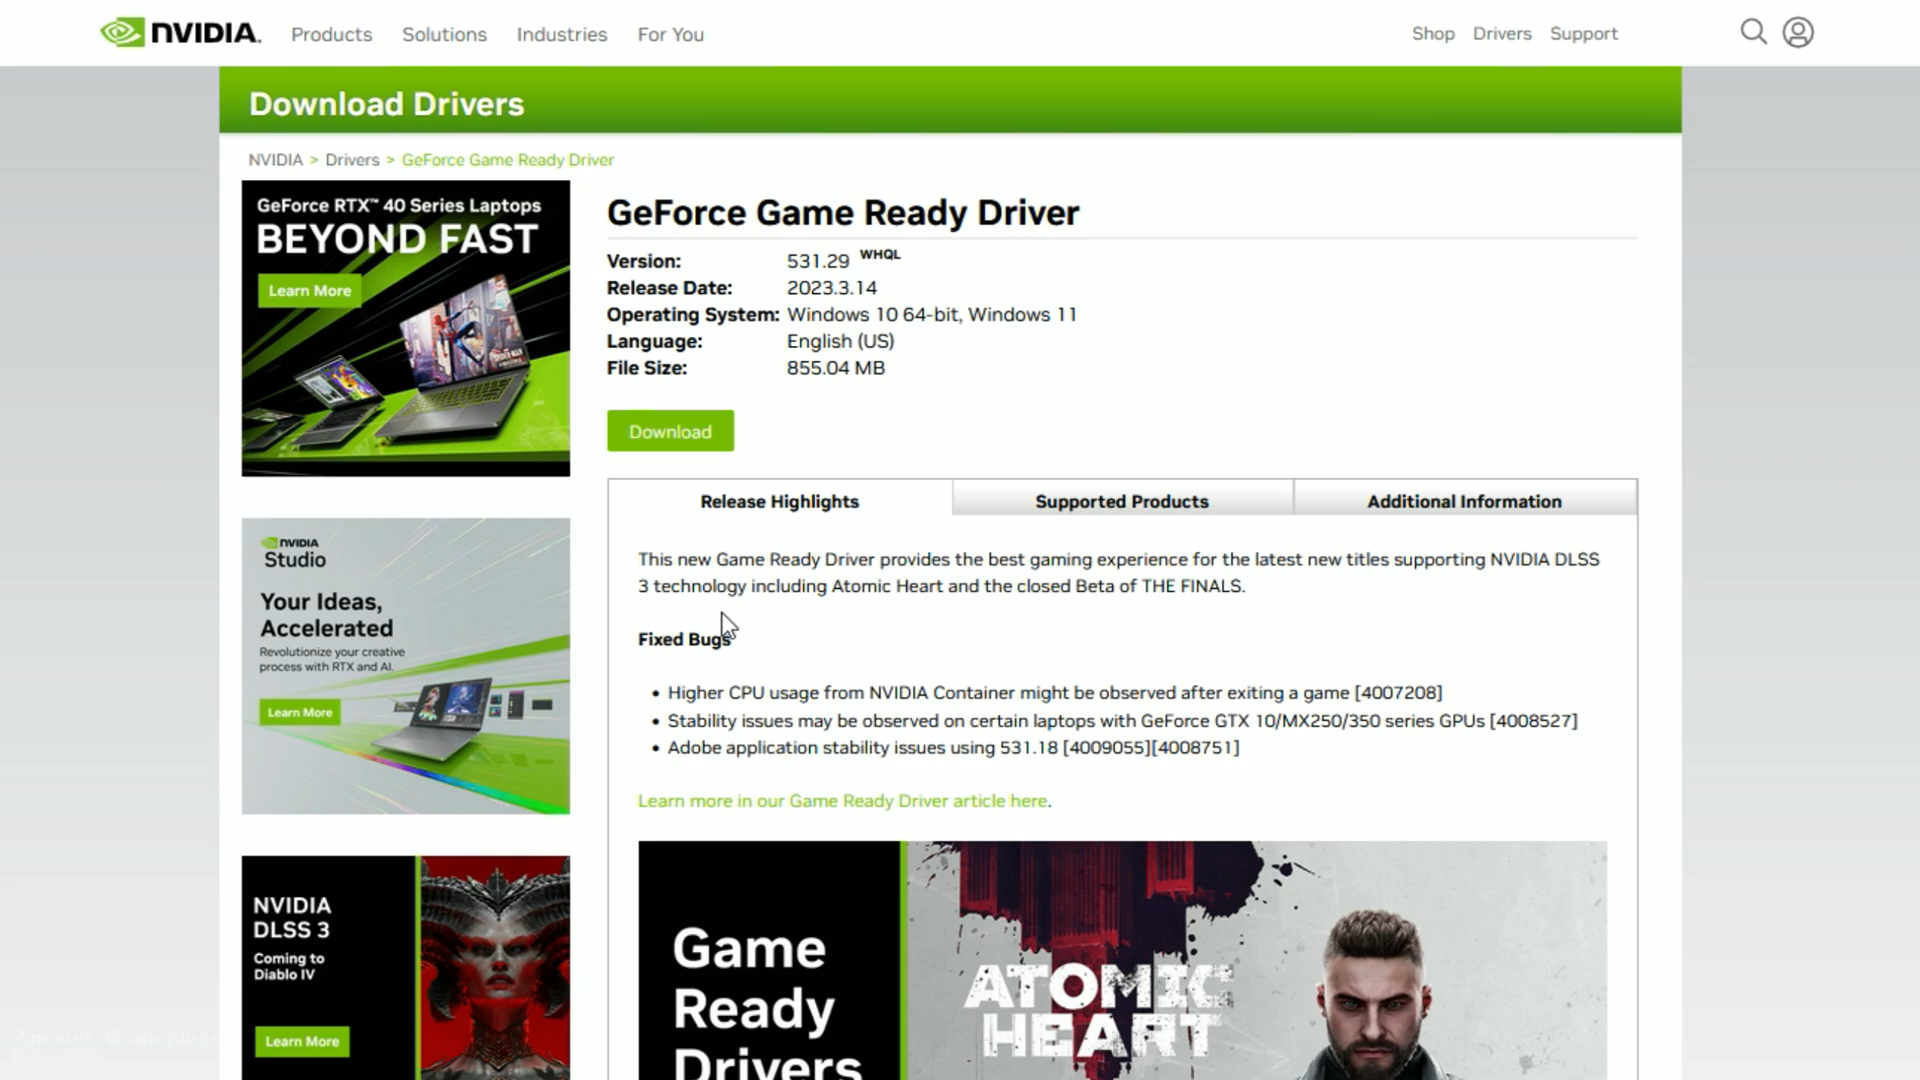 NVIDIA. Products Solutions Industries For You Shop Drivers Support
Download Drivers
NVIDIA > Drivers > GeForce Game Ready Driver
GeForce RTX™ 40 Series Laptops
BEYOND FAST
Learn More
GeForce Game Ready Driver
Version: 531.29 WHQL
Release Date: 2023.3.14
Operating System: Windows 10 64-bit, Windows 11
Language: English (US)
File Size: 855.04 MB
Download
Release Highlights Supported Products Additional Information
This new Game Ready Driver provides the best gaming experience for the latest new titles supporting NVIDIA DLSS
3 technology including Atomic Heart and the closed Beta of THE FINALS.
Fixed Bugs
• Higher CPU usage from NVIDIA Container might be observed after exiting a game [4007208]
• Stability issues may be observed on certain laptops with GeForce GTX 10/MX250/350 series GPUs [4008527]
• Adobe application stability issues using 531.18 [4009055][4008751]
Learn more in our Game Ready Driver article here.
NVIDIA
Studio
Your Ideas,
Accelerated
Revolutionize your creative
process with RTX and AI.
Learn More
NVIDIA
DLSS 3
Coming to
Diablo IV
Learn More
Game
Ready
Drivers
ATOMIC
HEART
Ancient Gameplays